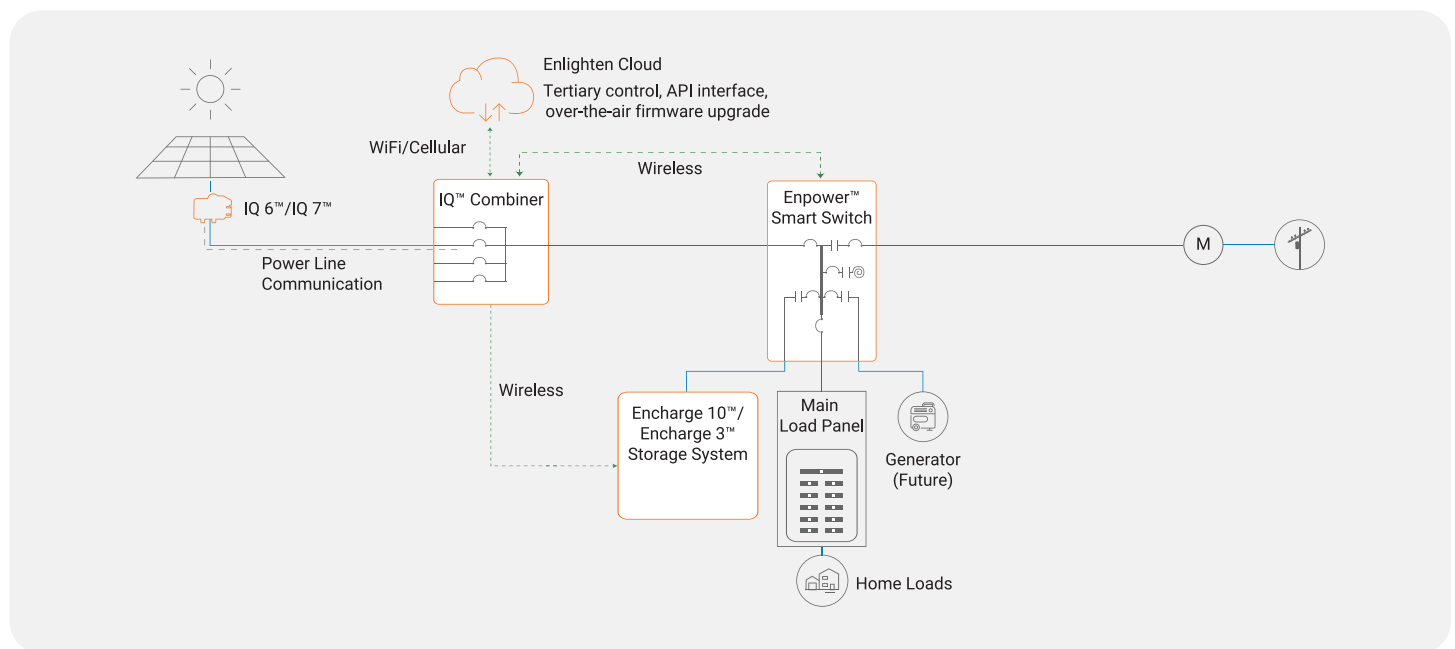 Enlighten Cloud
Tertiary control, API interface,
over-the-air firmware upgrade
WiFi/Cellular
Wireless
IQ™ Combiner
Enpower™
Smart Switch
IQ 6™/IQ 7™
M
Power Line
Communication
Wireless
Encharge 10™/
Encharge 3™
Storage System
Main
Load Panel
Generator
(Future)
Home Loads